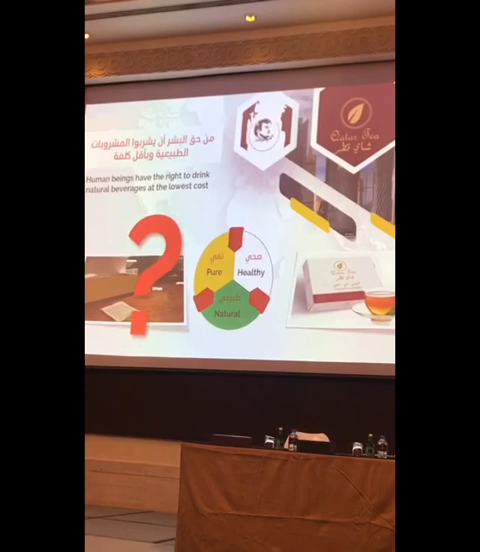 من حق البشر أن يشربوا المشروبات
الطبيعية وبأقل كلفة
Human beings have the right to drink
natural beverages at the lowest cost
Qatar Tea
شاي قطر
نقي
Pure
صحي
Healthy
طبيعي
Natural
?